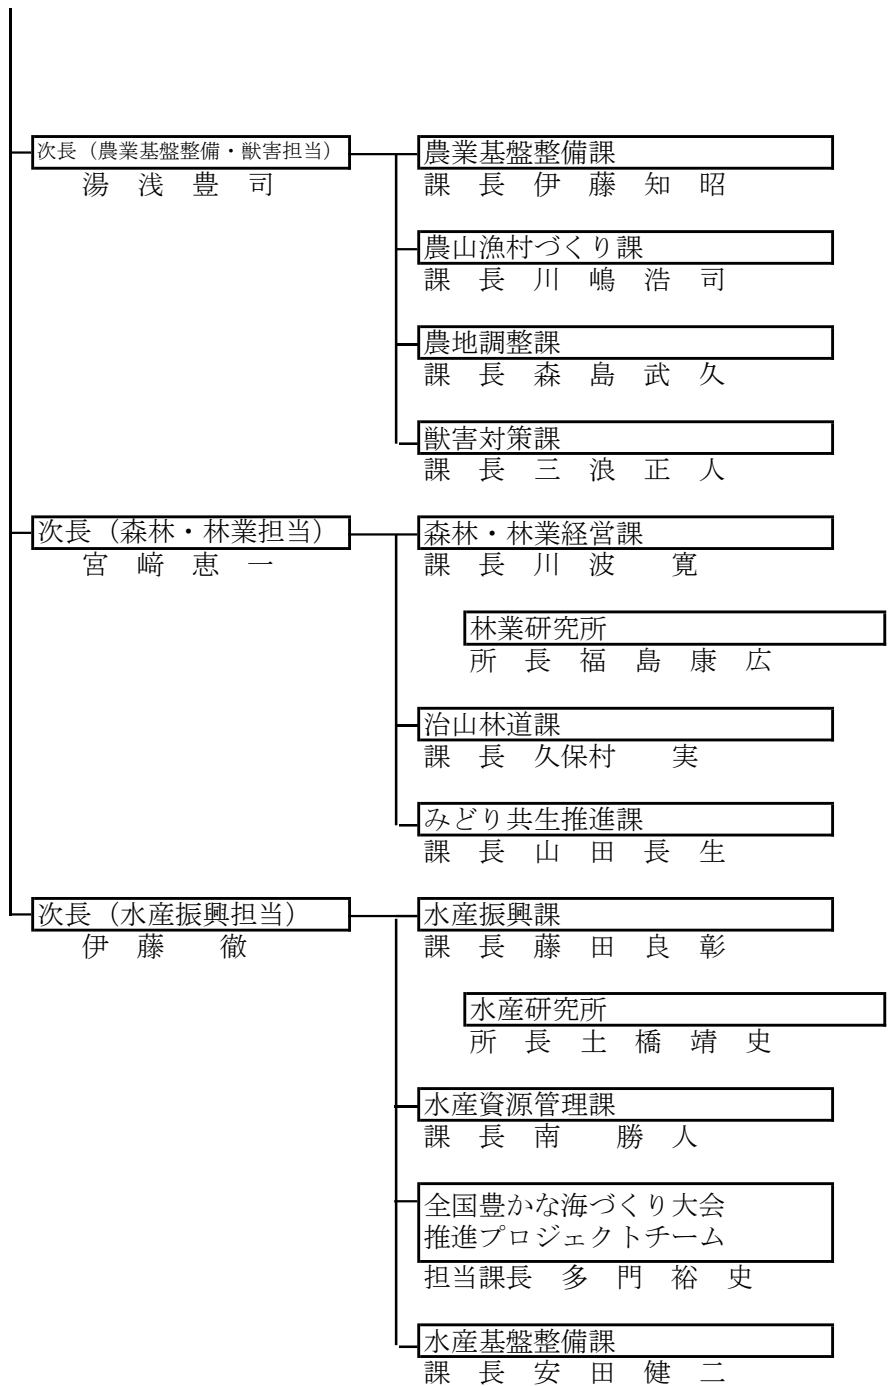 次長（農業基盤整備・獣害担当）
湯　浅　豊　司
農業基盤整備課
課　長　伊　藤　知　昭
農山漁村づくり課
課　長　川　嶋　浩　司
農地調整課
課　長　森　島　武　久
獣害対策課
課　長　三　浪　正　人
次長（森林・林業担当）
宮　﨑　恵　一
森林・林業経営課
課　長　川　波　　寛
林業研究所
所　長　福　島　康　広
治山林道課
課　長　久保村　　実
みどり共生推進課
課　長　山　田　長　生
次長（水産振興担当）
伊　藤　　徹
水産振興課
課　長　藤　田　良　彰
水産研究所
所　長　土　橋　靖　史
水産資源管理課
課　長　南　　勝　人
全国豊かな海づくり大会
推進プロジェクトチーム
担当課長　多　門　裕　史
水産基盤整備課
課　長　安　田　健　二